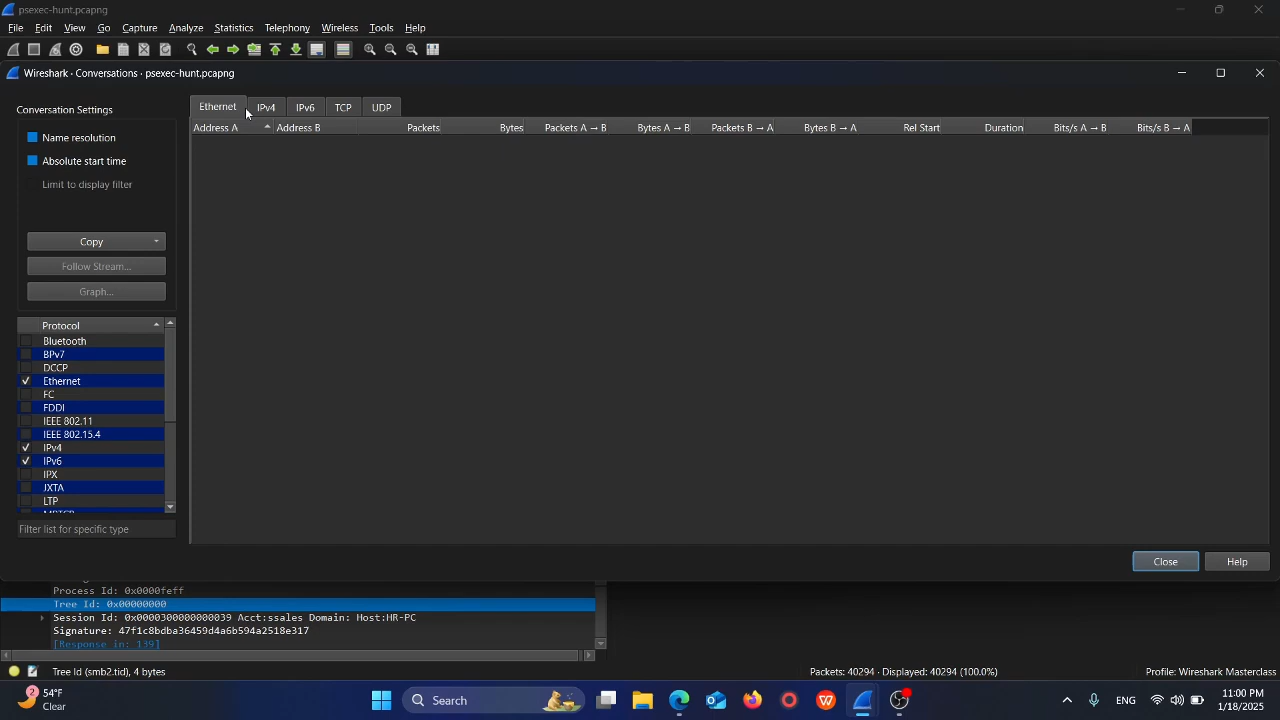 psexec-hunt.pcapng
File Edit View Go Capture Analyze Statistics Telephony Wireless Tools Help
Wireshark · Conversations · psexec-hunt.pcapng
Conversation Settings
Name resolution
Absolute start time
Limit to display filter
Copy
Follow Stream...
Graph...
Protocol
Bluetooth
BPv7
DCCP
Ethernet
FC
FDDI
IEEE 802.11
IEEE 802.15.4
IPv4
IPv6
IPX
JXTA
LTP
Filter list for specific type
Ethernet IPv4 IPv6 TCP UDP
Address A Address B Packets Bytes Packets A → B Bytes A → B Packets B → A Bytes B → A Rel Start Duration Bits/s A → B Bits/s B → A
Close Help
Process Id: 0x0000feff
Tree Id: 0x00000000
Session Id: 0x0000300000000039 Acct:ssales Domain: Host:HR-PC
Signature: 47f1c8bdba36459d4a6b594a2518e317
[Response in: 139]
Tree Id (smb2.tid), 4 bytes Packets: 40294 · Displayed: 40294 (100.0%) Profile: Wireshark Masterclass
2
54°F
Clear
Search
ENG
11:00 PM
1/18/2025